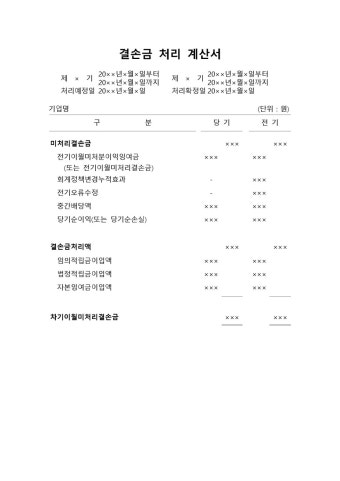 결손금 처리 계산서
제 × 기 20××년×월×일부터 20××년×월×일까지 제 × 기 20××년×월×일부터 20××년×월×일까지
처리예정일 20××년×월×일 처리확정일 20××년×월×일
기업명 (단위 : 원)
구 분 당 기 전 기
미처리결손금 ××× ×××
전기이월미처분이익잉여금 ××× ×××
(또는 전기이월미처리결손금)
회계정책변경누적효과 - ×××
전기오류수정 - ×××
중간배당액 ××× ×××
당기순이익(또는 당기순손실) ××× ×××
결손금처리액 ××× ×××
임의적립금이입액 ××× ×××
법정적립금이입액 ××× ×××
자본잉여금이입액 ××× ×××
차기이월미처리결손금 ××× ×××